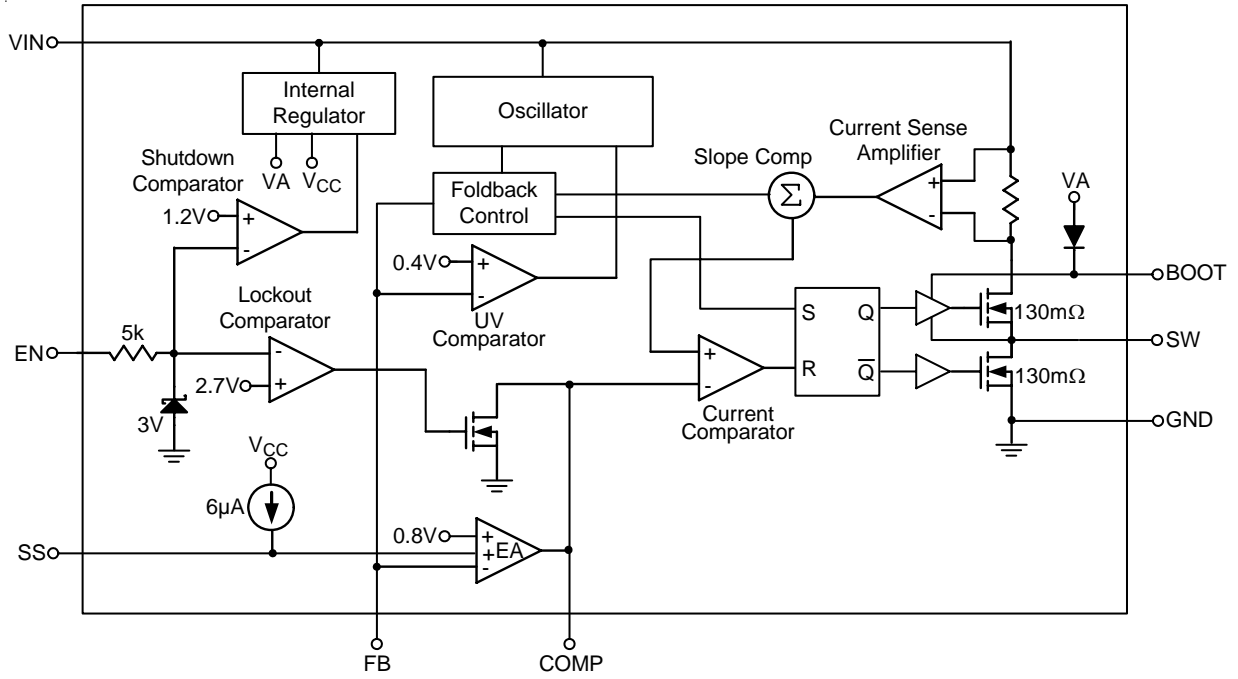 VIN
Internal
Regulator
Oscillator
Current Sense
Amplifier
Shutdown
Comparator
VA
VCC
Slope Comp
Foldback
Control
Σ
+
-
VA
1.2V
+
-
0.4V
+
-
UV
Comparator
BOOT
Lockout
Comparator
S
Q
130mΩ
5k
EN
-
2.7V
+
+
-
R
Q̅
SW
130mΩ
3V
Current
Comparator
GND
VCC
6µA
0.8V
+
SS
+
EA
-
FB
COMP